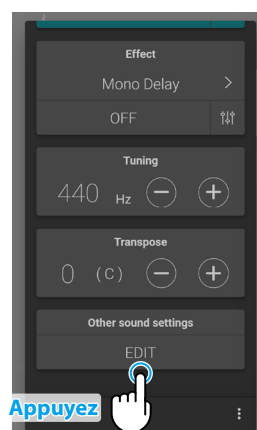 Effect
Mono Delay
OFF
Tuning
440 Hz
Transpose
0 (C)
Other sound settings
EDIT
Appuyez